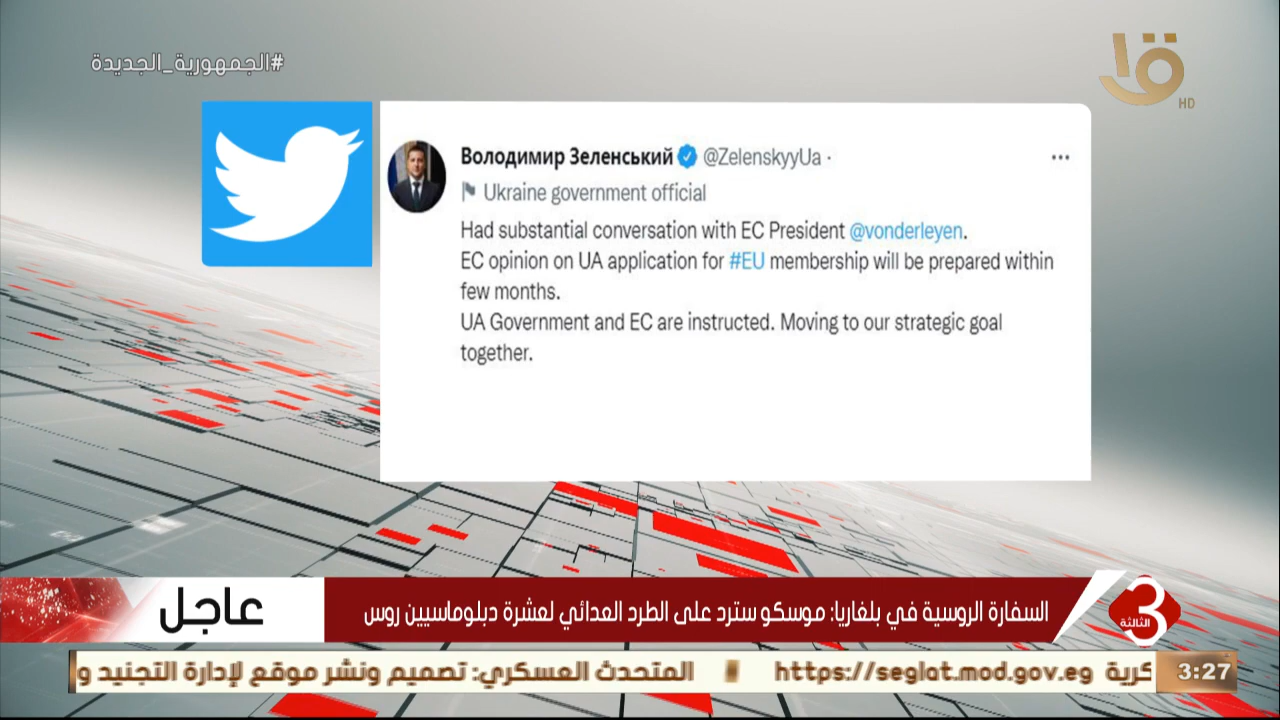 #الجمهورية_الجديدة
HD
Володимир Зеленський @ZelenskyyUa ·
Ukraine government official
Had substantial conversation with EC President @vonderleyen.
EC opinion on UA application for #EU membership will be prepared within
few months.
UA Government and EC are instructed. Moving to our strategic goal
together.
السفارة الروسية في بلغاريا: موسكو سترد على الطرد العدائي لعشرة دبلوماسيين روس
عاجل
3
الثالثة
3:27
كرية https://seglat.mod.gov.eg
المتحدث العسكري: تصميم ونشر موقع لإدارة التجنيد و